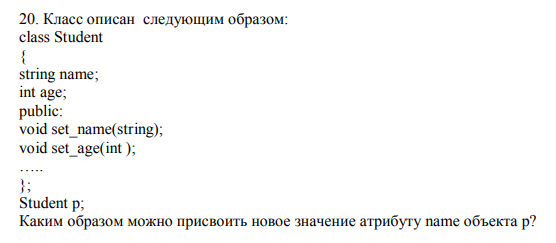 20. Класс описан следующим образом:
class Student
{
string name;
int age;
public:
void set_name(string);
void set_age(int );
…..
};
Student p;
Каким образом можно присвоить новое значение атрибуту name объекта р?